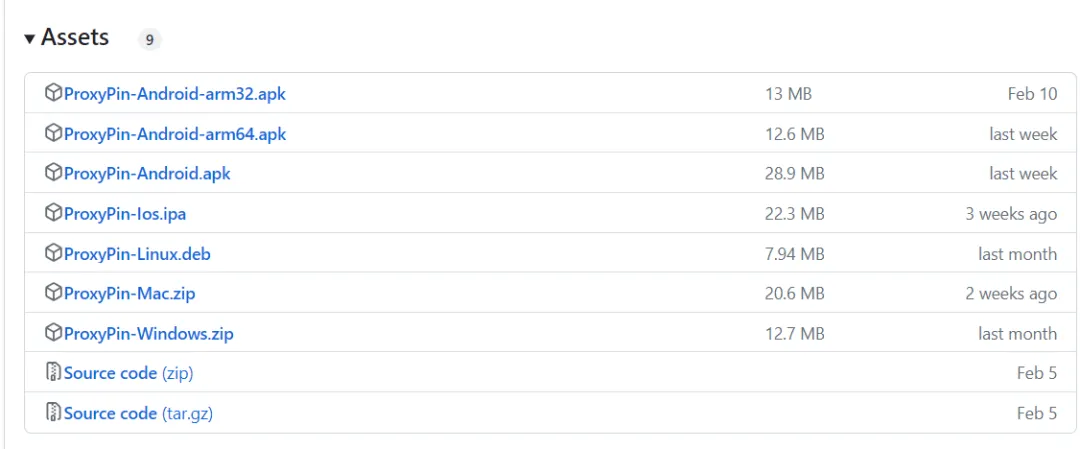 Assets 9
ProxyPin-Android-arm32.apk 13 MB Feb 10
ProxyPin-Android-arm64.apk 12.6 MB last week
ProxyPin-Android.apk 28.9 MB last week
ProxyPin-Ios.ipa 22.3 MB 3 weeks ago
ProxyPin-Linux.deb 7.94 MB last month
ProxyPin-Mac.zip 20.6 MB 2 weeks ago
ProxyPin-Windows.zip 12.7 MB last month
Source code (zip) Feb 5
Source code (tar.gz) Feb 5